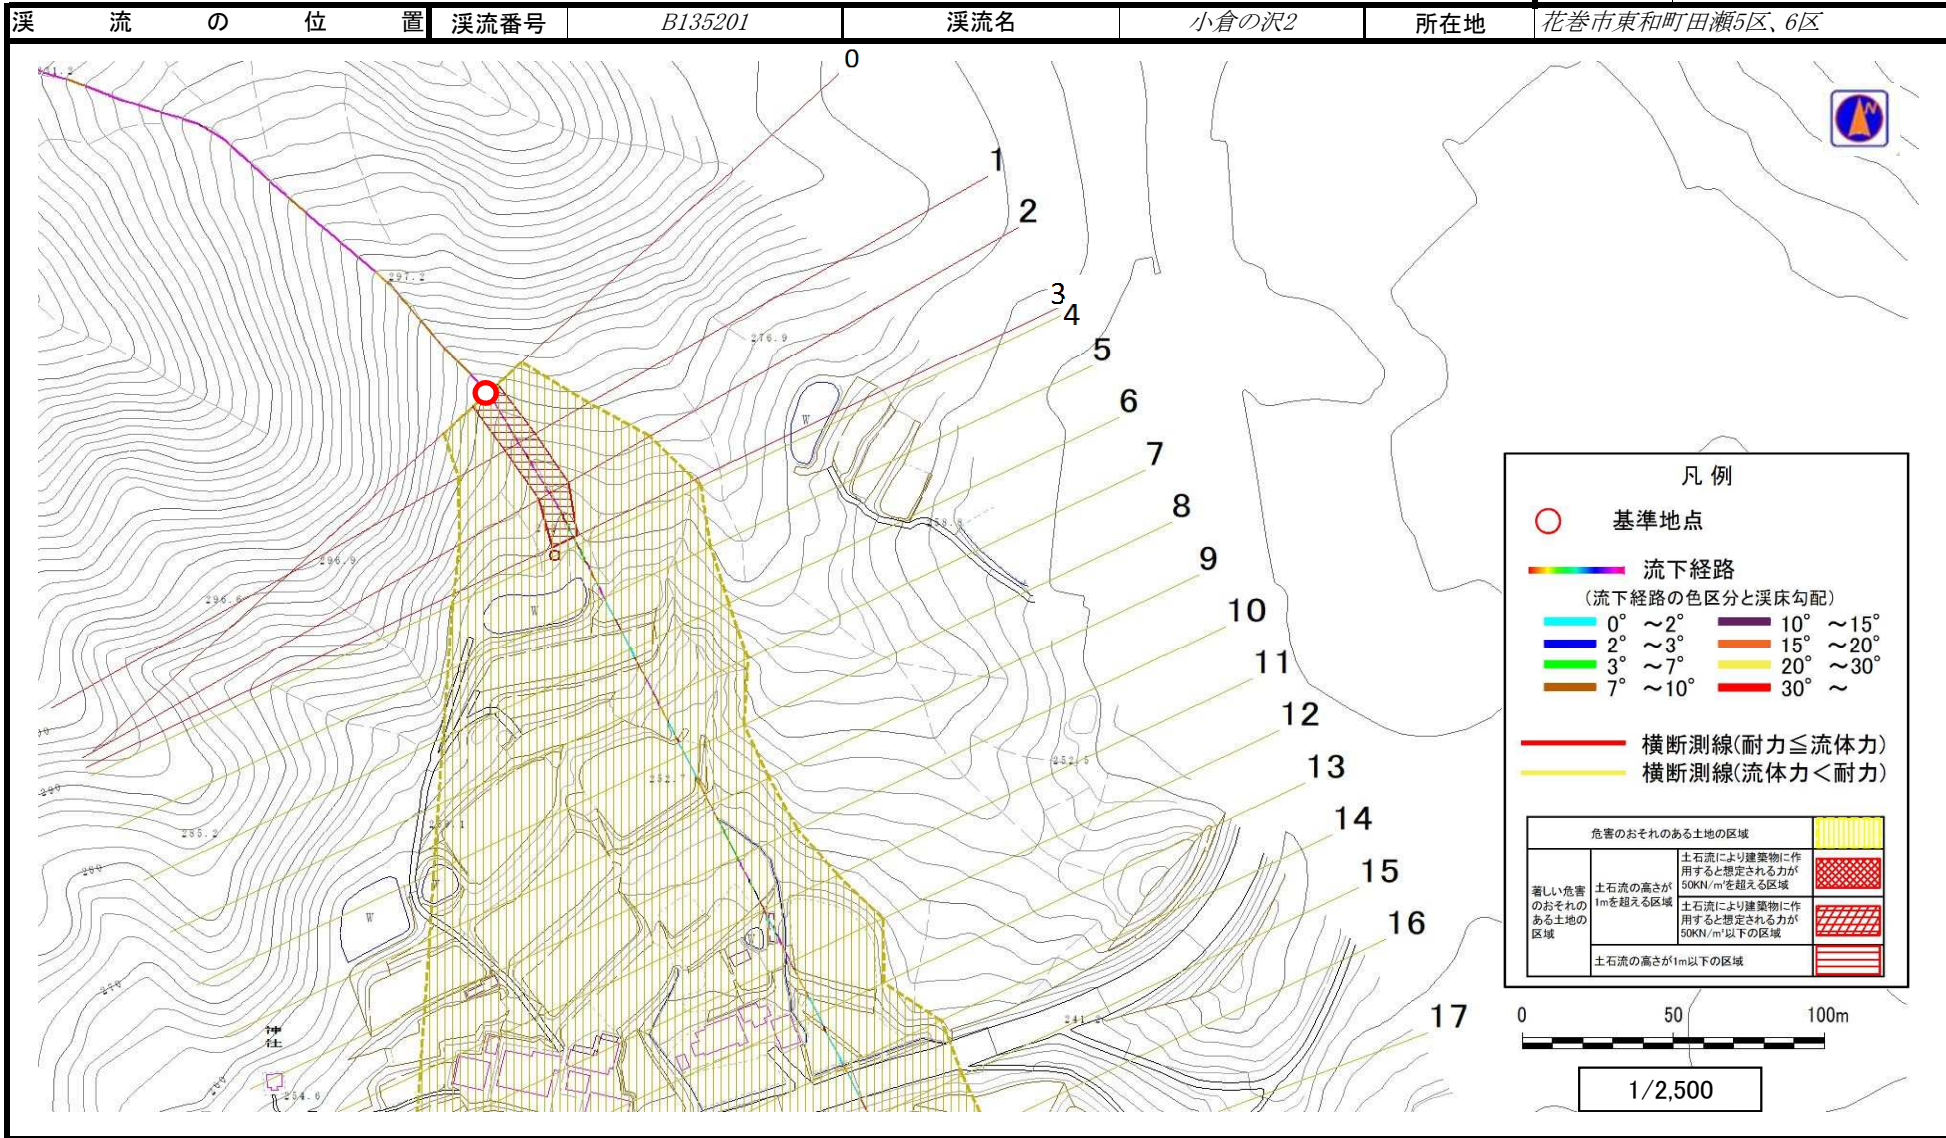 渓流の位置 渓流番号 B135201 渓流名 小倉の沢2 所在地 花巻市東和町田瀬5区、6区
0
1
2
3
4
5
6
7
8
9
10
11
12
13
14
15
16
17
N
297.2
276.9
W
258.8
296.9
296.6
W
252.7
252.5
285.2
290
280
W
270
241.2
神社
260
254.6
凡例
基準地点
流下経路
(流下経路の色区分と渓床勾配)
0° ～2° 10° ～15°
2° ～3° 15° ～20°
3° ～7° 20° ～30°
7° ～10° 30° ～
横断測線(耐力≦流体力)
横断測線(流体力＜耐力)
危害のおそれのある土地の区域
著しい危害のおそれのある土地の区域
土石流の高さが1mを超える区域
土石流により建築物に作用すると想定される力が50KN/㎡を超える区域
土石流により建築物に作用すると想定される力が50KN/㎡以下の区域
土石流の高さが1m以下の区域
0 50 100m
1/2,500